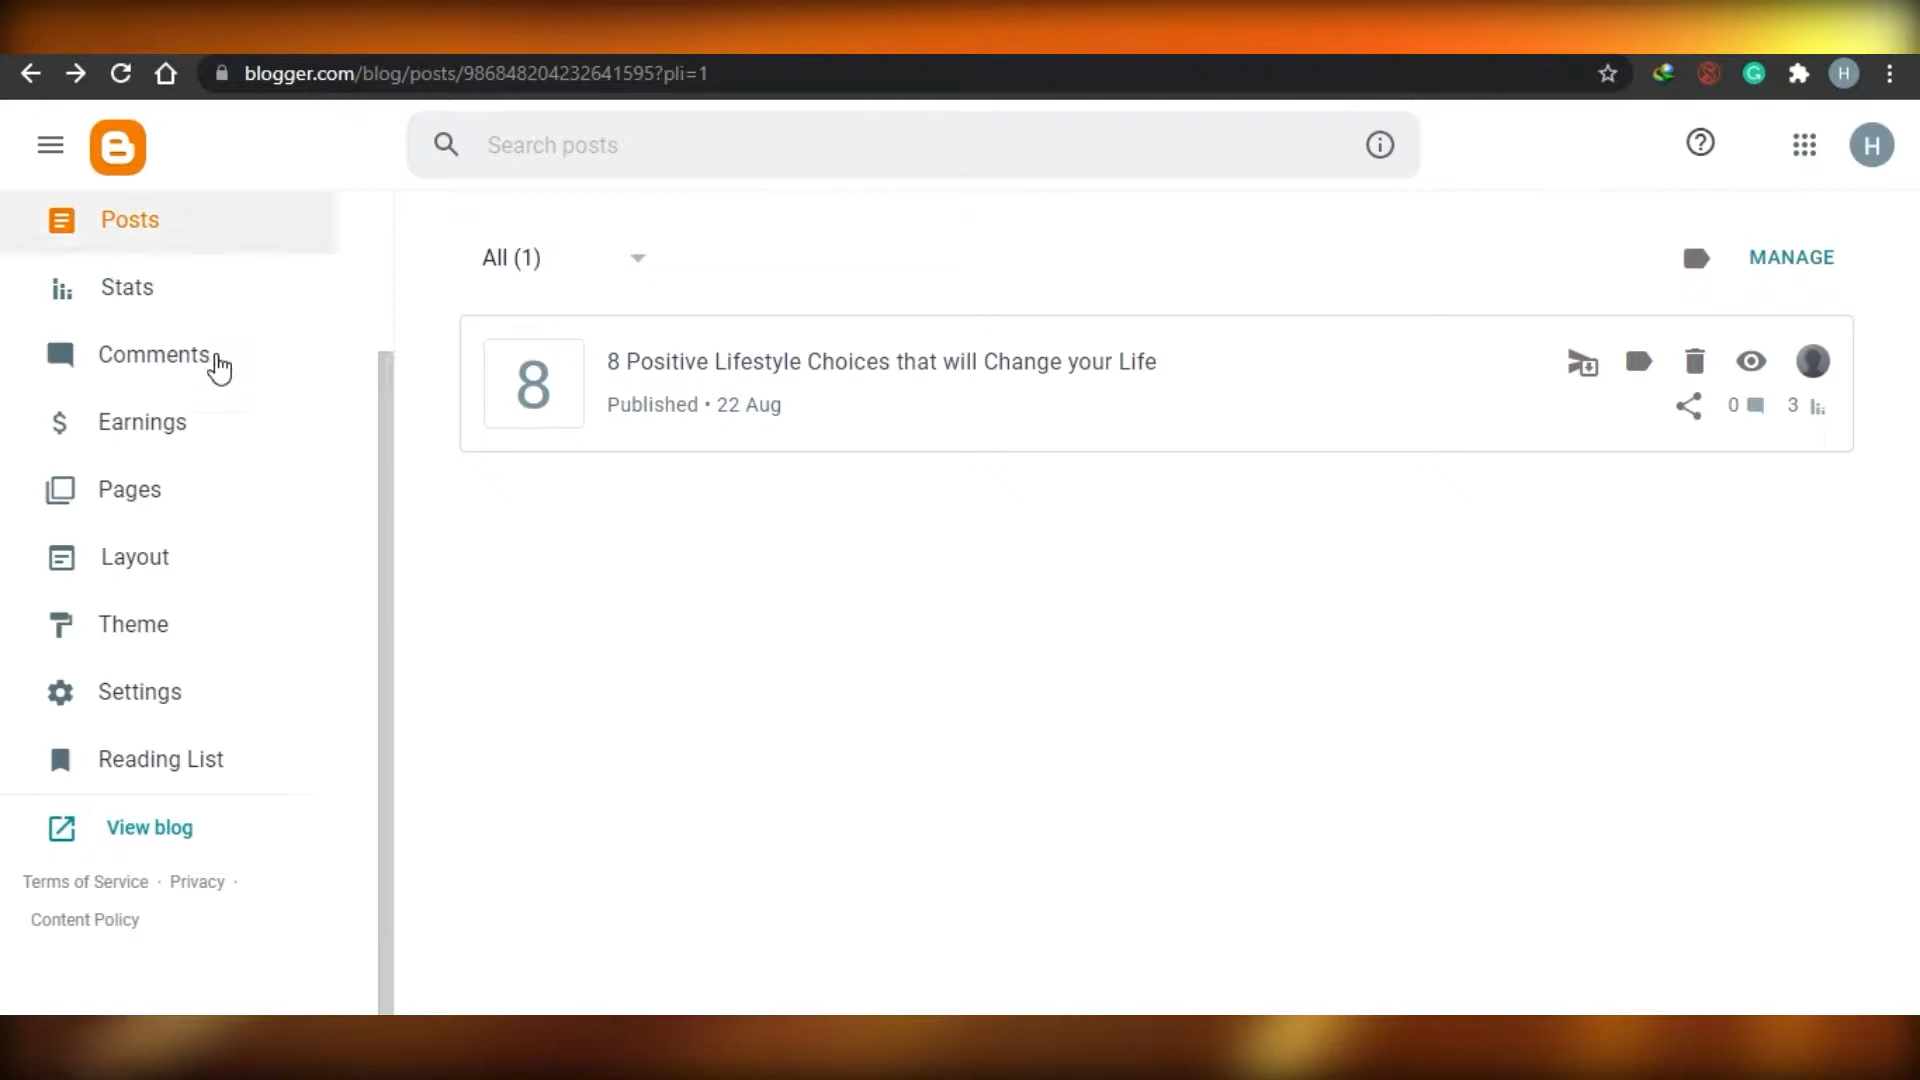 blogger.com/blog/posts/986848204232641595?pli=1
H
Search posts
H
Posts
Stats
Comments
Earnings
Pages
Layout
Theme
Settings
Reading List
View blog
Terms of Service · Privacy ·
Content Policy
All (1)
MANAGE
8
8 Positive Lifestyle Choices that will Change your Life
Published • 22 Aug
0
3